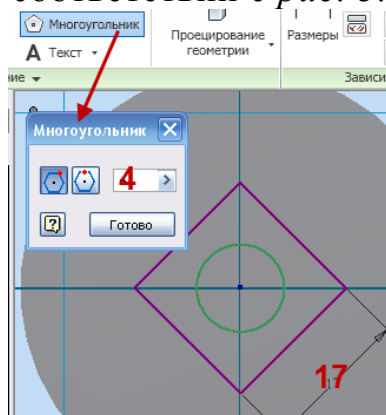 Многоугольник
А Текст
Проецирование
геометрии
Размеры
Зависи
Многоугольник
4
Готово
17